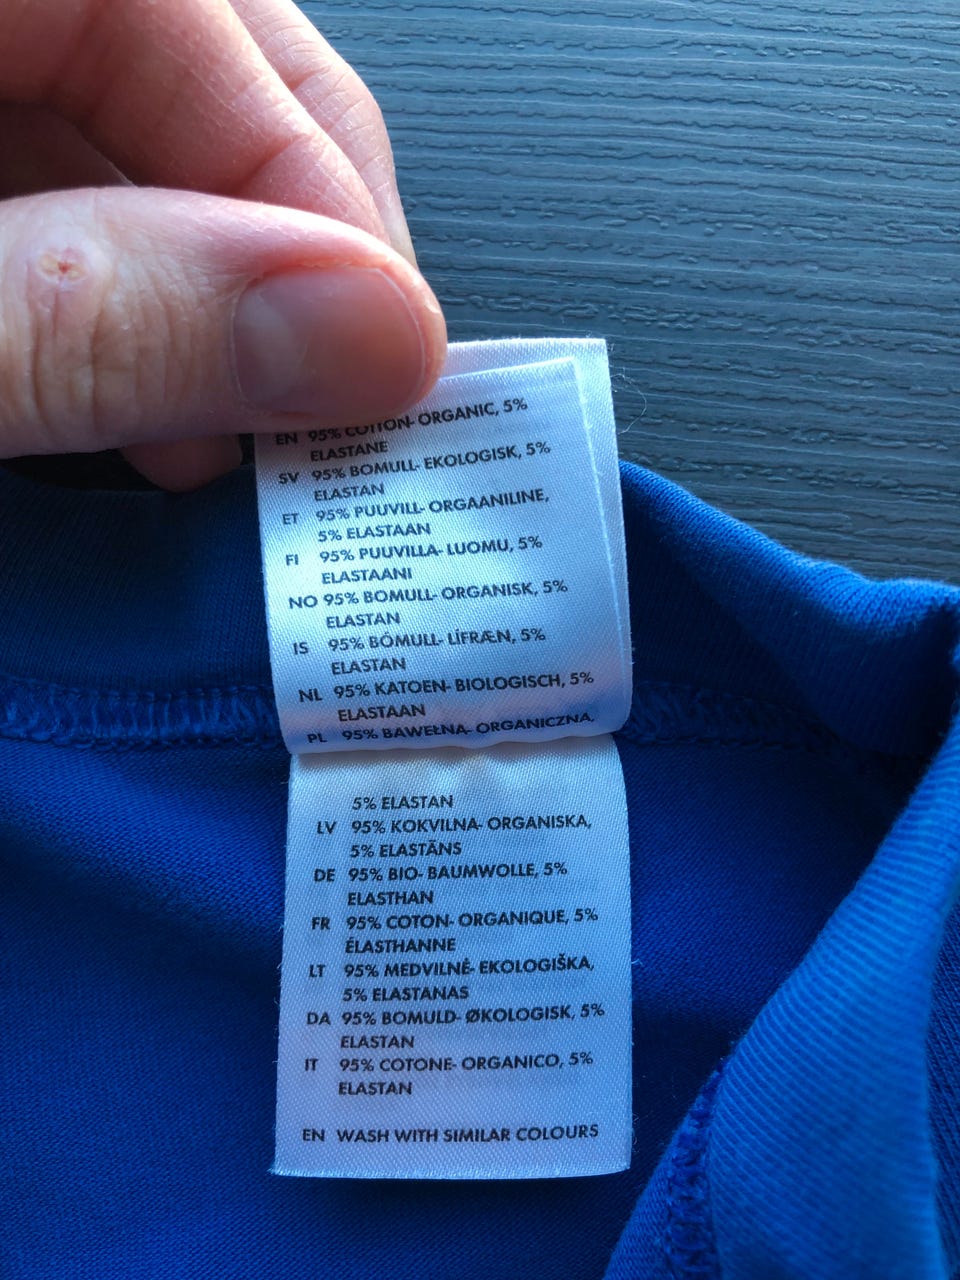 EN 95% COTTON- ORGANIC, 5%
ELASTANE
SV 95% BOMULL- EKOLOGISK, 5%
ELASTAN
ET 95% PUUVILL- ORGAANILINE,
5% ELASTAAN
FI 95% PUUVILLA- LUOMU, 5%
ELASTAANI
NO 95% BOMULL- ORGANISK, 5%
ELASTAN
IS 95% BÓMULL- LÍFRÆN, 5%
ELASTAN
NL 95% KATOEN- BIOLOGISCH, 5%
ELASTAAN
PL 95% BAWEŁNA- ORGANICZNA,
5% ELASTAN
LV 95% KOKVILNA- ORGANISKA,
5% ELASTĀNS
DE 95% BIO- BAUMWOLLE, 5%
ELASTHAN
FR 95% COTON- ORGANIQUE, 5%
ÉLASTHANNE
LT 95% MEDVILNĖ- EKOLOGIŠKA,
5% ELASTANAS
DA 95% BOMULD- ØKOLOGISK, 5%
ELASTAN
IT 95% COTONE- ORGANICO, 5%
ELASTAN
EN WASH WITH SIMILAR COLOURS